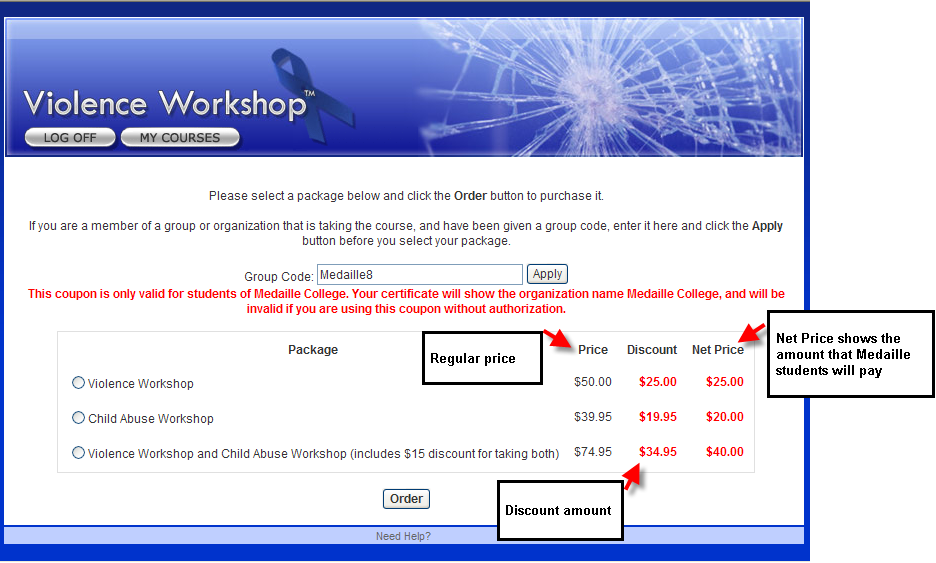 Violence Workshop™
LOG OFF
MY COURSES
Please select a package below and click the Order button to purchase it.
If you are a member of a group or organization that is taking the course, and have been given a group code, enter it here and click the Apply
button before you select your package.
Group Code: Medaille8 Apply
This coupon is only valid for students of Medaille College. Your certificate will show the organization name Medaille College, and will be
invalid if you are using this coupon without authorization.
Regular price
Net Price shows the
amount that Medaille
students will pay
Package Price Discount Net Price
Violence Workshop $50.00 $25.00 $25.00
Child Abuse Workshop $39.95 $19.95 $20.00
Violence Workshop and Child Abuse Workshop (includes $15 discount for taking both) $74.95 $34.95 $40.00
Order
Discount amount
Need Help?